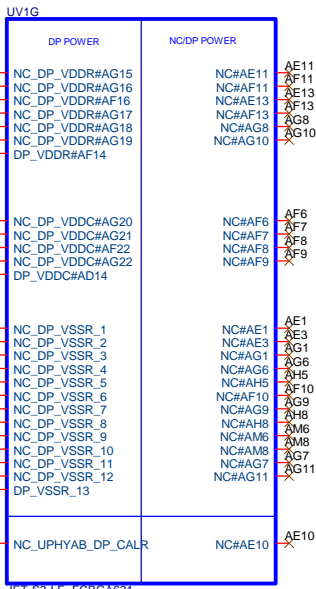 UV1G
DP POWER NC/DP POWER
NC_DP_VDDR#AG15 NC#AE11 AE11
NC_DP_VDDR#AG16 NC#AF11 AF11
NC_DP_VDDR#AF16 NC#AE13 AE13
NC_DP_VDDR#AG17 NC#AF13 AF13
NC_DP_VDDR#AG18 NC#AG8 AG8
NC_DP_VDDR#AG19 NC#AG10 AG10
DP_VDDR#AF14
NC_DP_VDDC#AG20 NC#AF6 AF6
NC_DP_VDDC#AG21 NC#AF7 AF7
NC_DP_VDDC#AF22 NC#AF8 AF8
NC_DP_VDDC#AG22 NC#AF9 AF9
DP_VDDC#AD14
NC_DP_VSSR_1 NC#AE1 AE1
NC_DP_VSSR_2 NC#AE3 AE3
NC_DP_VSSR_3 NC#AG1 AG1
NC_DP_VSSR_4 NC#AG6 AG6
NC_DP_VSSR_5 NC#AH5 AH5
NC_DP_VSSR_6 NC#AF10 AF10
NC_DP_VSSR_7 NC#AG9 AG9
NC_DP_VSSR_8 NC#AH8 AH8
NC_DP_VSSR_9 NC#AM6 AM6
NC_DP_VSSR_10 NC#AM8 AM8
NC_DP_VSSR_11 NC#AG7 AG7
NC_DP_VSSR_12 NC#AG11 AG11
DP_VSSR_13
NC_UPHYAB_DP_CALR NC#AE10 AE10